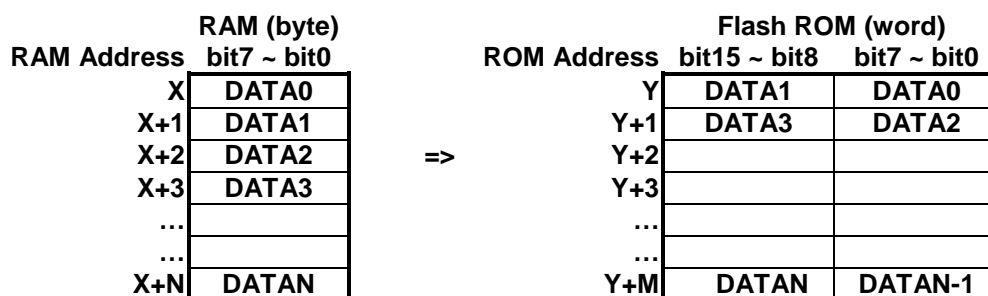 RAM (byte) Flash ROM (word)
RAM Address bit7 ~ bit0 ROM Address bit15 ~ bit8 bit7 ~ bit0
X DATA0 Y DATA1 DATA0
X+1 DATA1 Y+1 DATA3 DATA2
X+2 DATA2 => Y+2
X+3 DATA3 Y+3
... ...
... ...
X+N DATAN Y+M DATAN DATAN-1